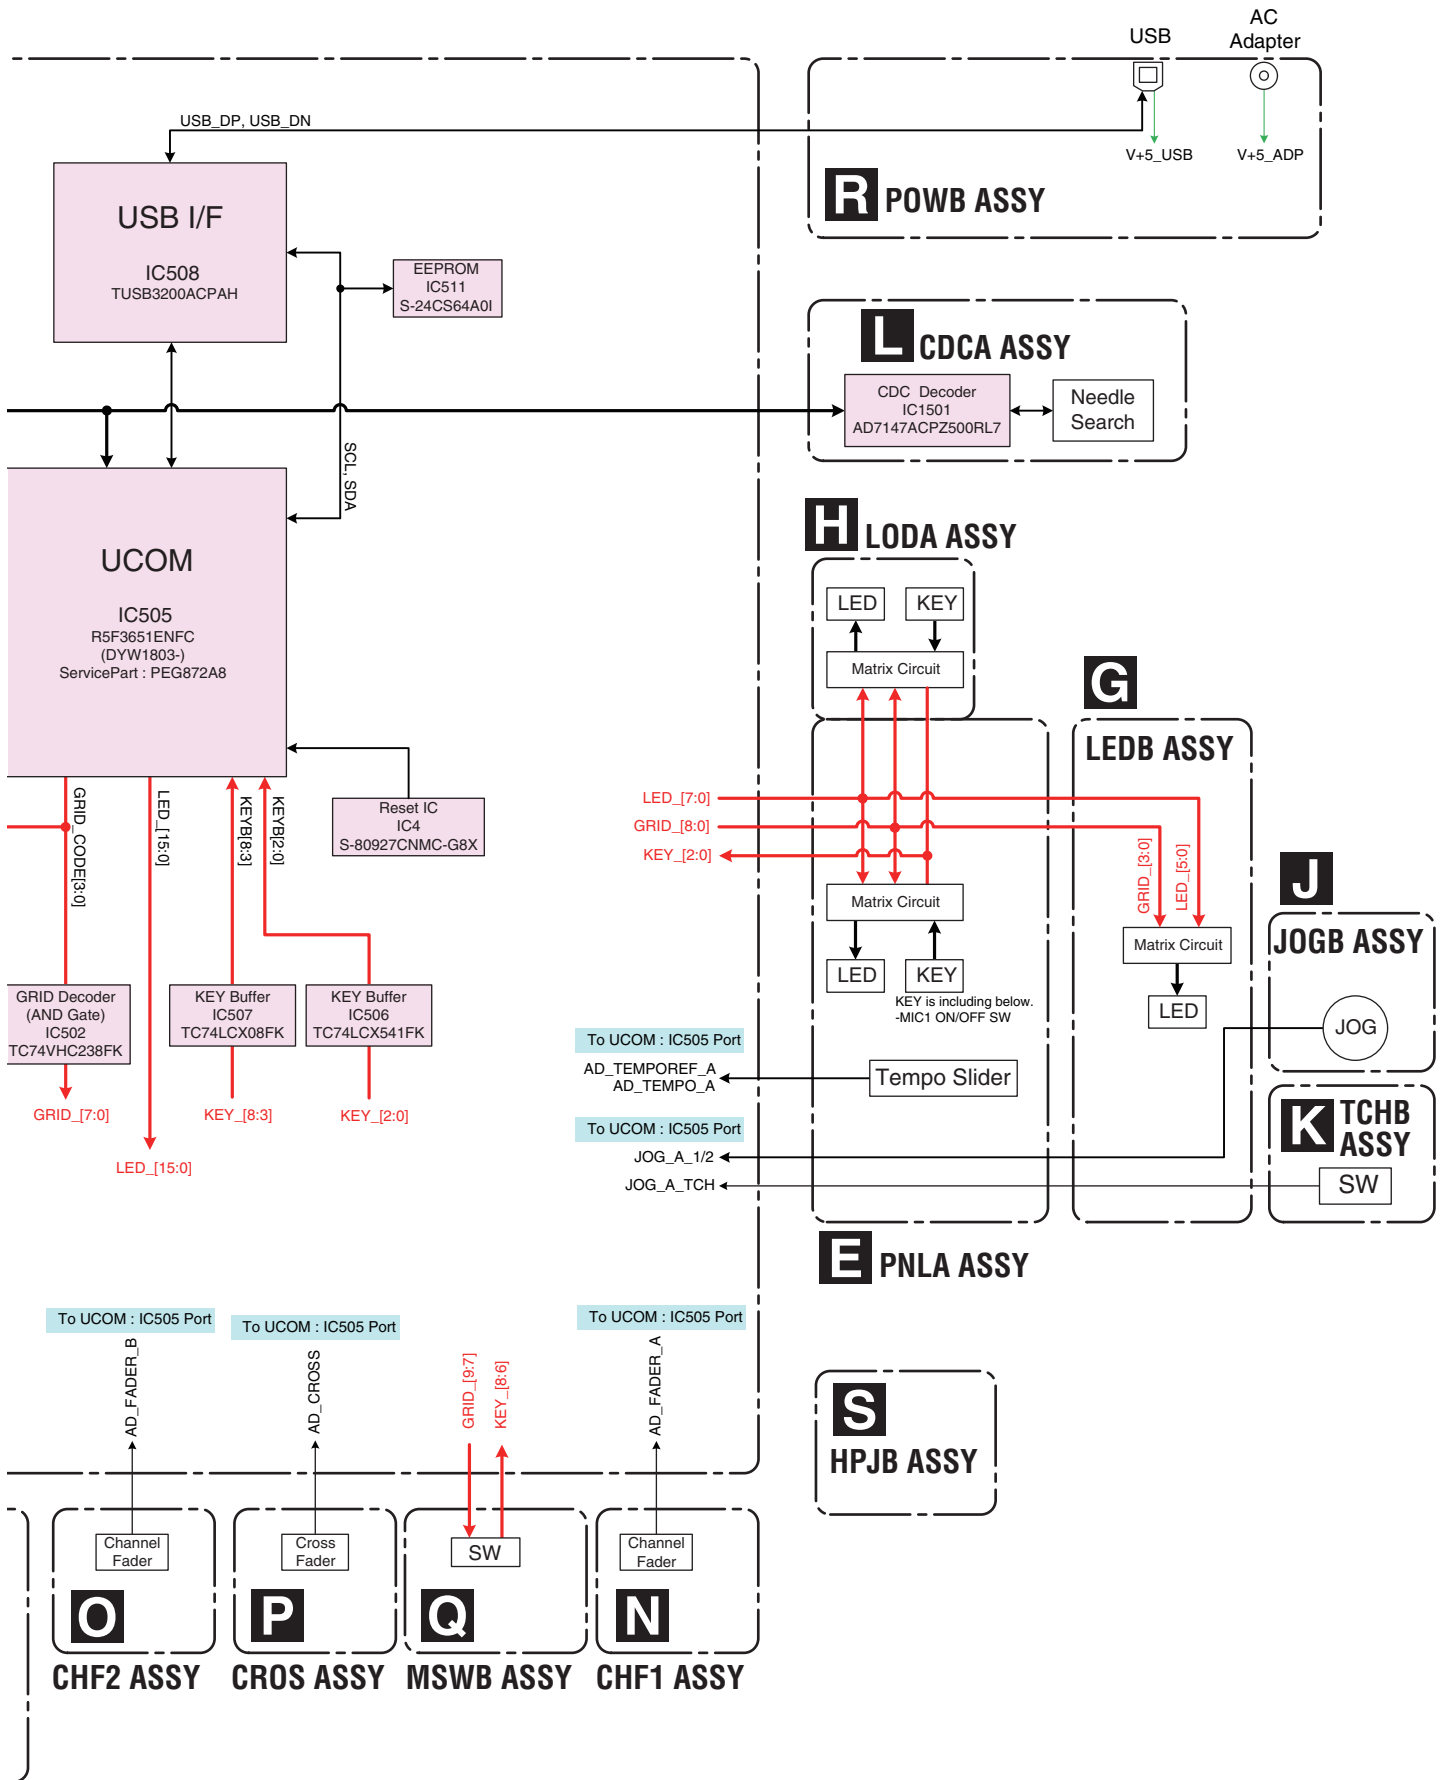 USB
AC
Adapter
USB_DP, USB_DN
V+5_USB
V+5_ADP
R POWB ASSY
USB I/F
IC508
TUSB3200ACPAH
EEPROM
IC511
S-24CS64A0I
L CDCA ASSY
CDC Decoder
IC1501
AD7147ACPZ500RL7
Needle
Search
SCL, SDA
UCOM
IC505
R5F3651ENFC
(DYW1803-)
ServicePart : PEG872A8
H LODA ASSY
LED
KEY
Matrix Circuit
G
LEDB ASSY
GRID_CODE[3:0]
LED_[15:0]
KEYB[8:3]
KEYB[2:0]
Reset IC
IC4
S-80927CNMC-G8X
LED_[7:0]
GRID_[8:0]
KEY_[2:0]
GRID_[3:0]
LED_[5:0]
Matrix Circuit
LED
KEY
KEY is including below.
-MIC1 ON/OFF SW
Matrix Circuit
LED
J
JOGB ASSY
JOG
GRID Decoder
(AND Gate)
IC502
TC74VHC238FK
KEY Buffer
IC507
TC74LCX08FK
KEY Buffer
IC506
TC74LCX541FK
To UCOM : IC505 Port
AD_TEMPOREF_A
AD_TEMPO_A
Tempo Slider
GRID_[7:0]
KEY_[8:3]
KEY_[2:0]
LED_[15:0]
To UCOM : IC505 Port
JOG_A_1/2
JOG_A_TCH
K TCHB
ASSY
SW
E PNLA ASSY
To UCOM : IC505 Port
To UCOM : IC505 Port
To UCOM : IC505 Port
AD_FADER_B
AD_CROSS
GRID_[9:7]
KEY_[8:6]
AD_FADER_A
S
HPJB ASSY
Channel
Fader
Cross
Fader
SW
Channel
Fader
O
P
Q
N
CHF2 ASSY
CROS ASSY
MSWB ASSY
CHF1 ASSY